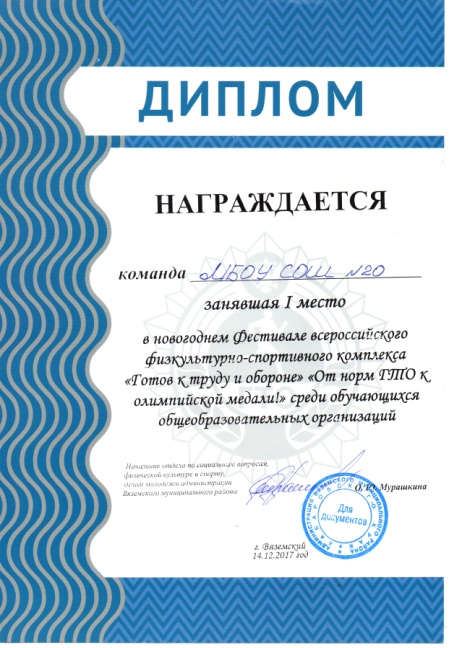 ДИПЛОМ
НАГРАЖДАЕТСЯ
команда МБОУ СОШ №20
занявшая I место
в новогоднем Фестивале всероссийского
физкультурно-спортивного комплекса
«Готов к труду и обороне» «От норм ГТО к
олимпийской медали!» среди обучающихся
общеобразовательных организаций
Начальник отдела по социальным вопросам,
физической культуре и спорту,
делам молодёжи администрации
Вяземского муниципального района
О. Ю. Мурашкина
Для
документов
г. Вяземский
14.12.2017 год